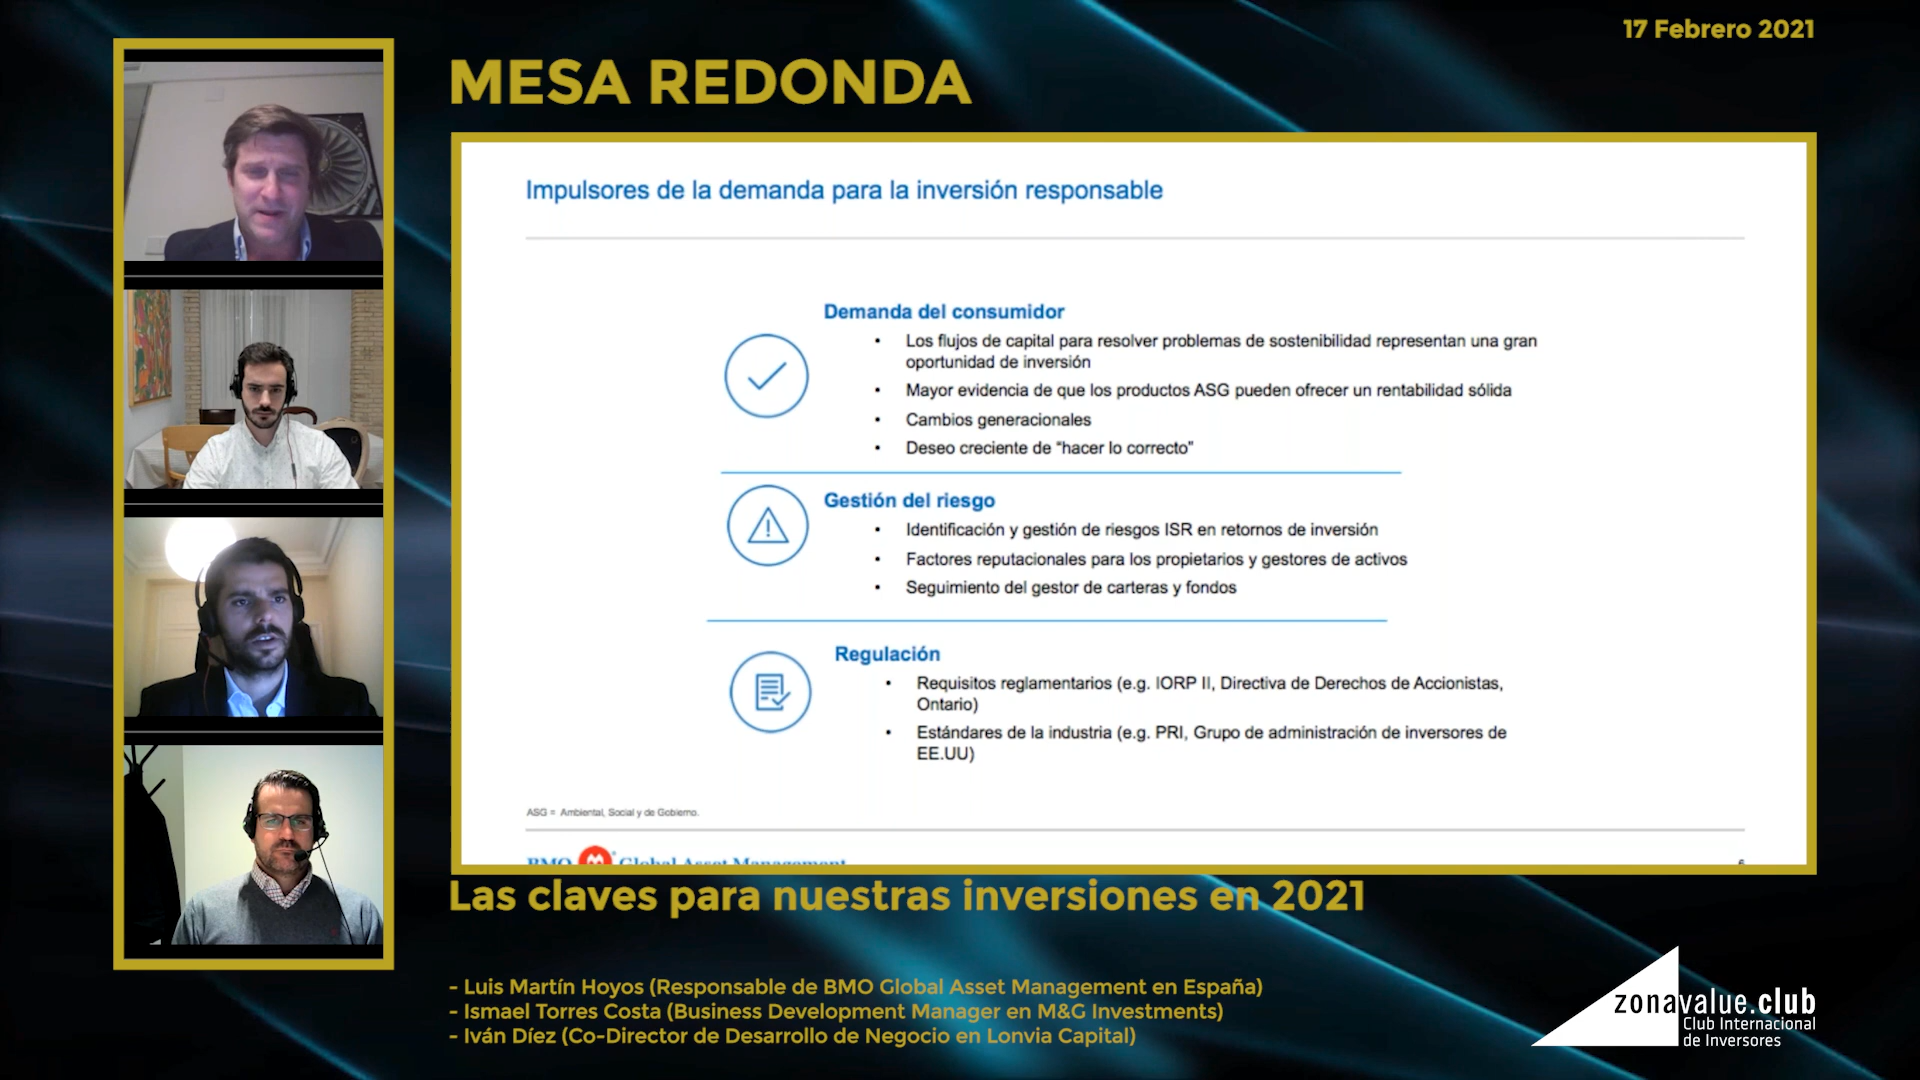 17 Febrero 2021
MESA REDONDA
Impulsores de la demanda para la inversión responsable
Demanda del consumidor
• Los flujos de capital para resolver problemas de sostenibilidad representan una gran
oportunidad de inversión
• Mayor evidencia de que los productos ASG pueden ofrecer un rentabilidad sólida
• Cambios generacionales
• Deseo creciente de “hacer lo correcto”
Gestión del riesgo
• Identificación y gestión de riesgos ISR en retornos de inversión
• Factores reputacionales para los propietarios y gestores de activos
• Seguimiento del gestor de carteras y fondos
Regulación
• Requisitos reglamentarios (e.g. IORP II, Directiva de Derechos de Accionistas,
Ontario)
• Estándares de la industria (e.g. PRI, Grupo de administración de inversores de
EE.UU)
ASG = Ambiental, Social y de Gobierno.
BMO Global Asset Management
Las claves para nuestras inversiones en 2021
- Luis Martín Hoyos (Responsable de BMO Global Asset Management en España)
- Ismael Torres Costa (Business Development Manager en M&G Investments)
- Iván Díez (Co-Director de Desarrollo de Negocio en Lonvia Capital)
zonavalue.club
Club Internacional
de Inversores